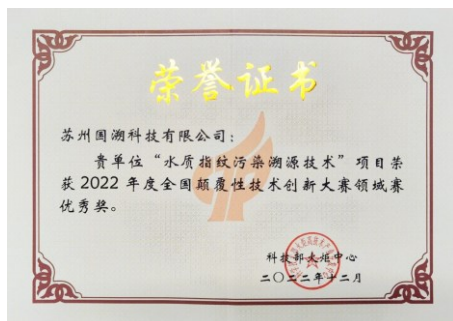 荣誉证书
苏州国溯科技有限公司：
贵单位“水质指纹污染溯源技术”项目荣
获2022年度全国颠覆性技术创新大赛领域赛
优秀奖。
科技部火炬中心
二〇二二年十二月